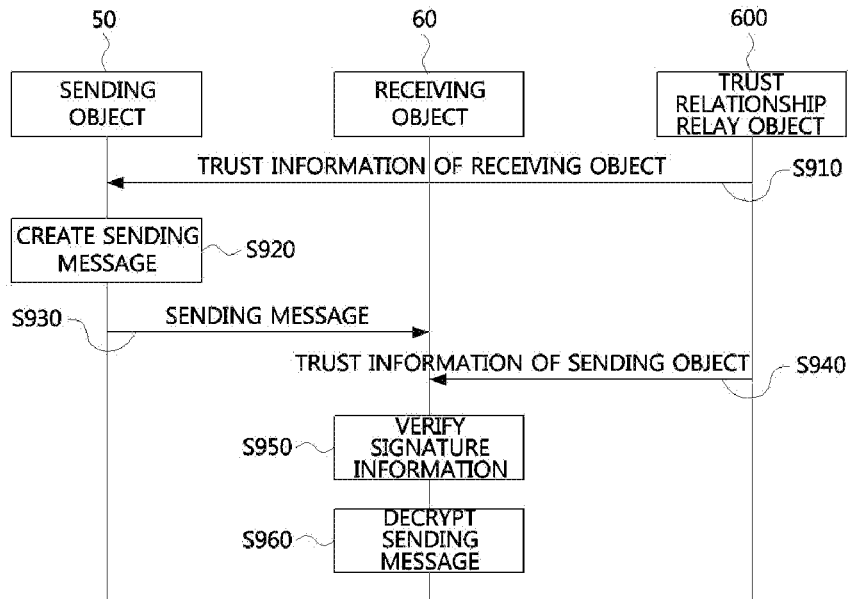 50
60
600
SENDING
OBJECT
RECEIVING
OBJECT
TRUST
RELATIONSHIP
RELAY OBJECT
TRUST INFORMATION OF RECEIVING OBJECT
S910
CREATE SENDING
MESSAGE
S920
S930
SENDING MESSAGE
TRUST INFORMATION OF SENDING OBJECT
S940
S950
VERIFY
SIGNATURE
INFORMATION
S960
DECRYPT
SENDING
MESSAGE